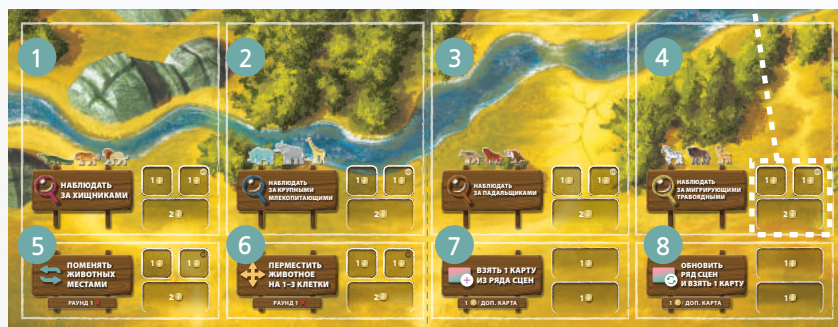 1
2
3
4
НАБЛЮДАТЬ
ЗА ХИЩНИКАМИ
1 1
2
НАБЛЮДАТЬ
ЗА КРУПНЫМИ
МЛЕКОПИТАЮЩИМИ
1 1
2
НАБЛЮДАТЬ
ЗА ПАДАЛЬЩИКАМИ
1 1
2
НАБЛЮДАТЬ
ЗА МИГРИРУЮЩИМИ
ТРАВОЯДНЫМИ
1 1
2
5
6
7
8
ПОМЕНЯТЬ
ЖИВОТНЫХ
МЕСТАМИ
РАУНД 1
1 1
2
ПЕРМЕСТИТЬ
ЖИВОТНОЕ
НА 1–3 КЛЕТКИ
РАУНД 1
1 1
2
ВЗЯТЬ 1 КАРТУ
ИЗ РЯДА СЦЕН
1 /ДОП. КАРТА
1
1
ОБНОВИТЬ
РЯД СЦЕН
И ВЗЯТЬ 1 КАРТУ
1 /ДОП. КАРТА
1
1